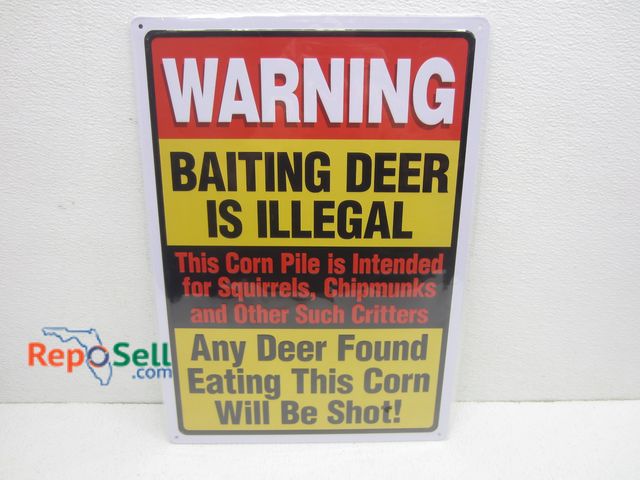 WARNING
BAITING DEER
IS ILLEGAL
This Corn Pile is Intended
for Squirrels, Chipmunks
and Other Such Critters
Any Deer Found
Eating This Corn
Will Be Shot!
RepOSell
.com